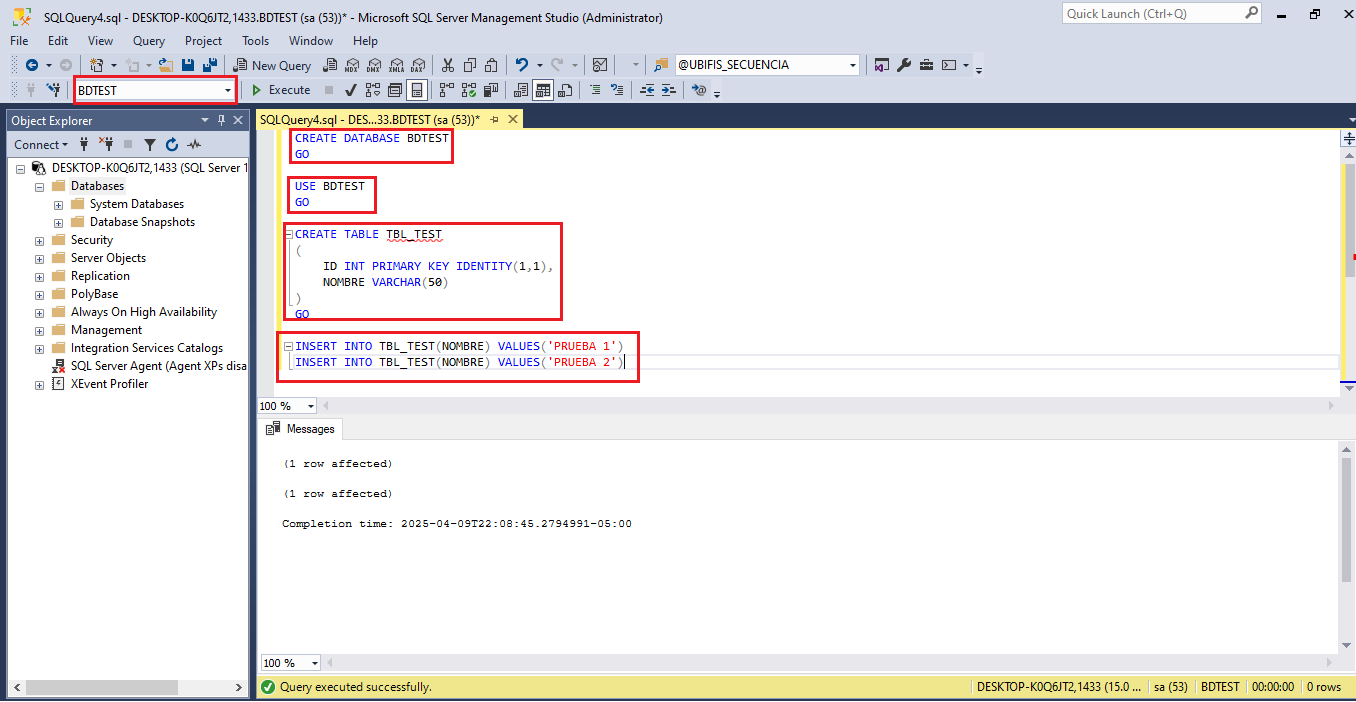 SQLQuery4.sql - DESKTOP-K0Q6JT2,1433.BDTEST (sa (53))* - Microsoft SQL Server Management Studio (Administrator)
Quick Launch (Ctrl+Q)
File Edit View Query Project Tools Window Help
New Query MDX DMX XMLA DAX @UBIFIS_SECUENCIA
BDTEST Execute
Object Explorer
Connect
DESKTOP-K0Q6JT2,1433 (SQL Server 1
Databases
System Databases
Database Snapshots
Security
Server Objects
Replication
PolyBase
Always On High Availability
Management
Integration Services Catalogs
SQL Server Agent (Agent XPs disa
XEvent Profiler
SQLQuery4.sql - DES...33.BDTEST (sa (53))*
CREATE DATABASE BDTEST
GO
USE BDTEST
GO
CREATE TABLE TBL_TEST
(
ID INT PRIMARY KEY IDENTITY(1,1),
NOMBRE VARCHAR(50)
)
GO
INSERT INTO TBL_TEST(NOMBRE) VALUES('PRUEBA 1')
INSERT INTO TBL_TEST(NOMBRE) VALUES('PRUEBA 2')
100 %
Messages
(1 row affected)
(1 row affected)
Completion time: 2025-04-09T22:08:45.2794991-05:00
100 %
Query executed successfully.
DESKTOP-K0Q6JT2,1433 (15.0 ... sa (53) BDTEST 00:00:00 0 rows